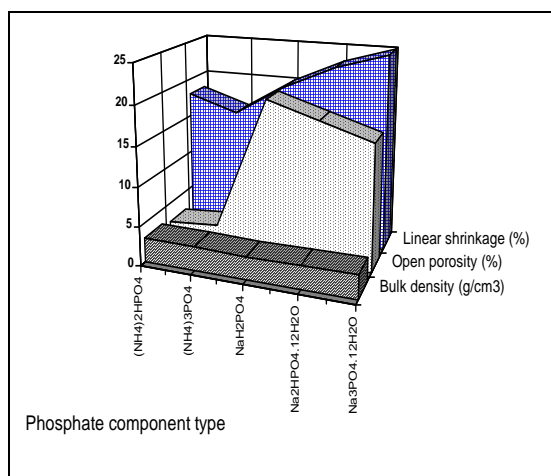 25
20
15
10
5
0
Linear shrinkage (%)
Open porosity (%)
Bulk density (g/cm3)
(NH4)2HPO4
(NH4)3PO4
NaH2PO4
Na2HPO4.12H2O
Na3PO4.12H2O
Phosphate component type